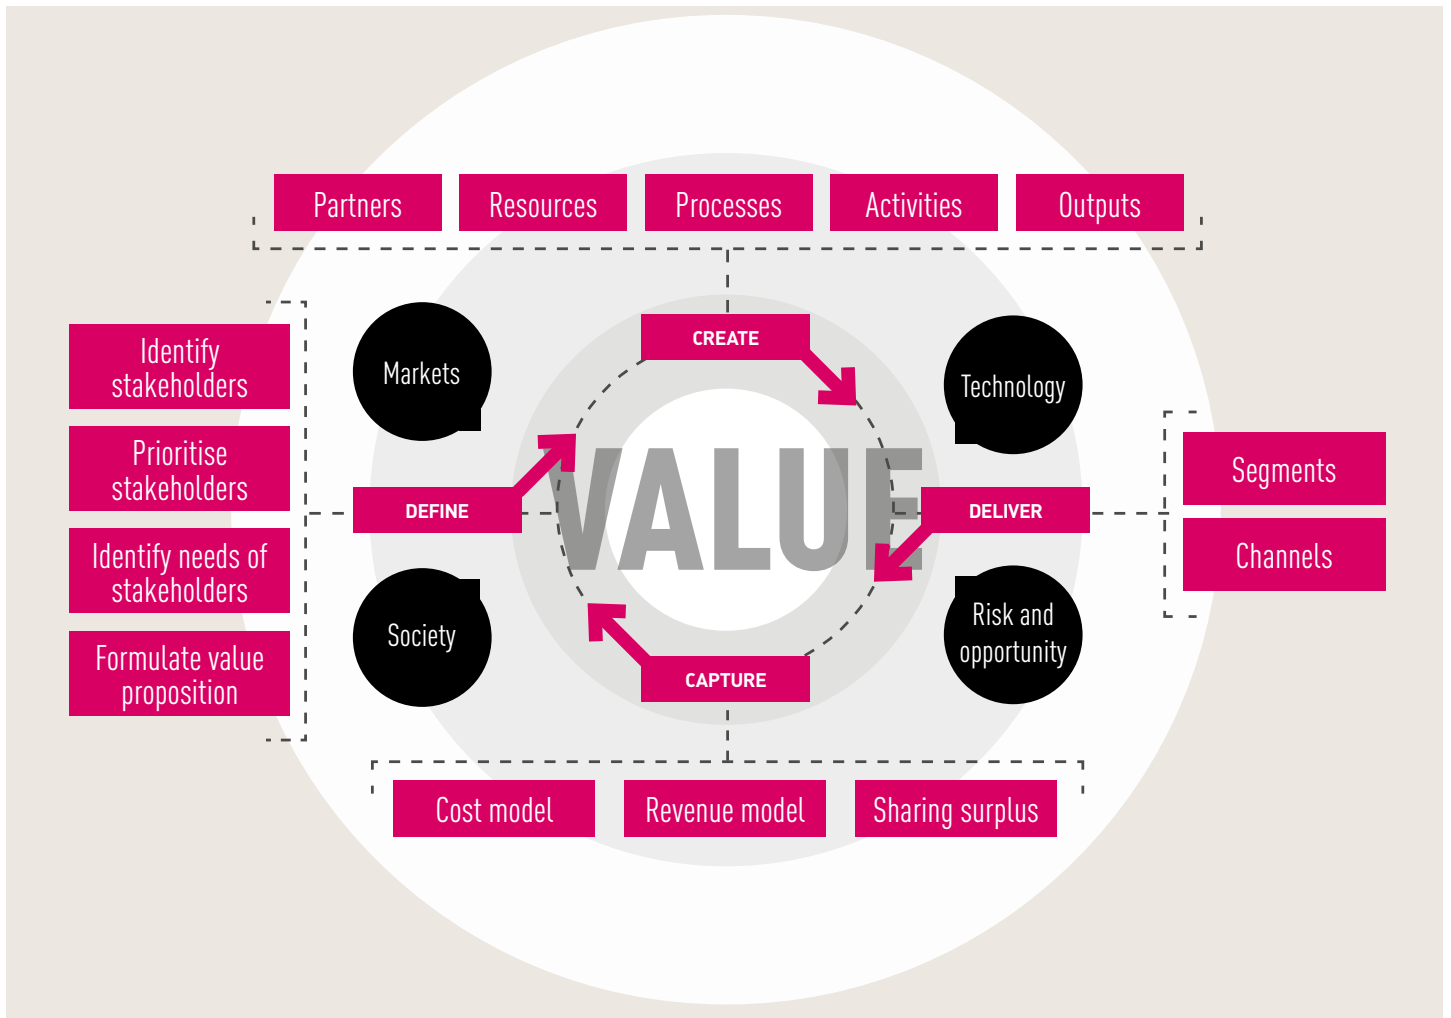 Partners
Resources
Processes
Activities
Outputs
CREATE
Markets
Technology
Identify
stakeholders
Prioritise
stakeholders
Identify needs of
stakeholders
Formulate value
proposition
DEFINE
VALUE
DELIVER
Segments
Channels
Society
Risk and
opportunity
CAPTURE
Cost model
Revenue model
Sharing surplus